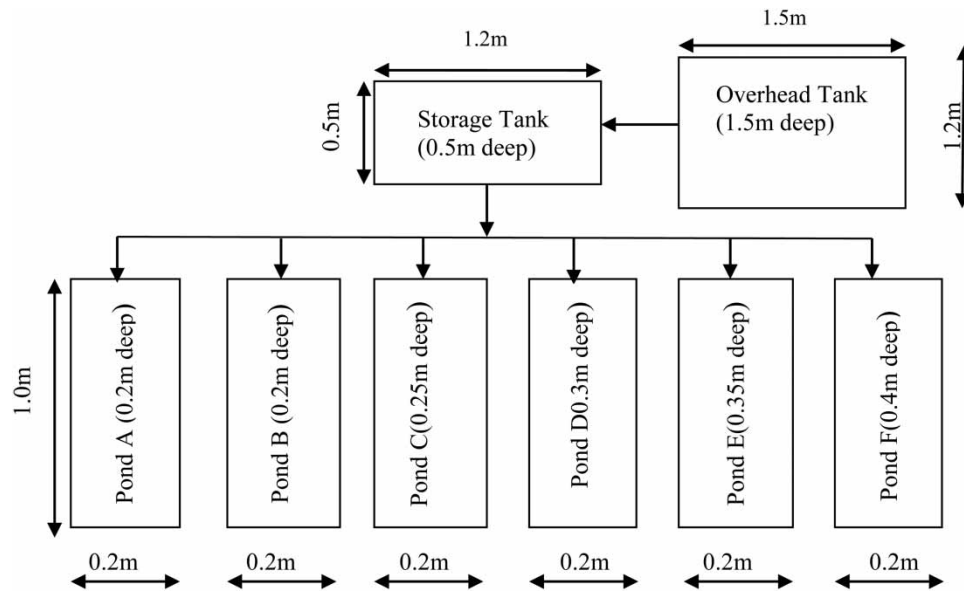 1.2m
1.5m
0.5m
Storage Tank
(0.5m deep)
Overhead Tank
(1.5m deep)
1.2m
1.0m
Pond A (0.2m deep)
Pond B (0.2m deep)
Pond C(0.25m deep)
Pond D0.3m deep)
Pond E(0.35m deep)
Pond F(0.4m deep)
0.2m
0.2m
0.2m
0.2m
0.2m
0.2m